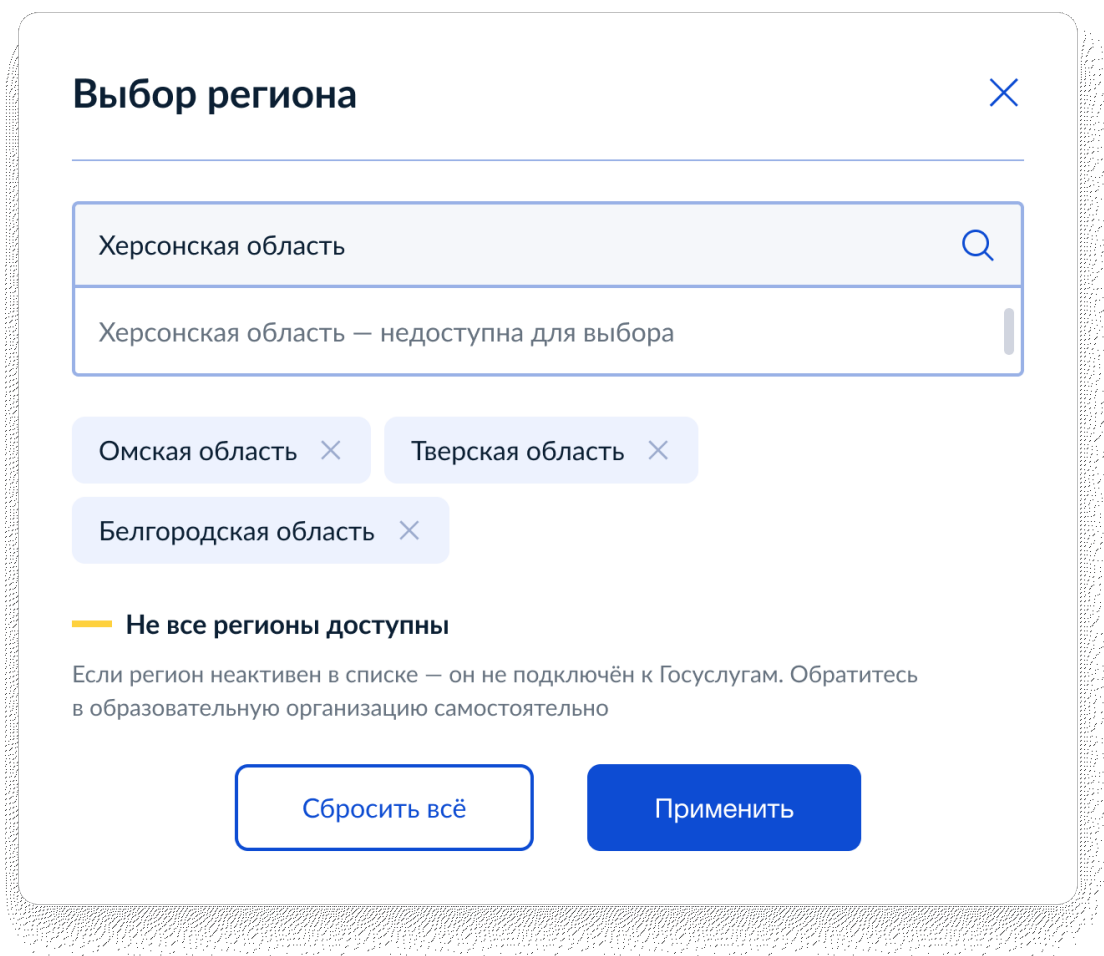 Выбор региона
Херсонская область
Херсонская область — недоступна для выбора
Омская область
Тверская область
Белгородская область
Не все регионы доступны
Если регион неактивен в списке — он не подключён к Госуслугам. Обратитесь
в образовательную организацию самостоятельно
Сбросить всё
Применить